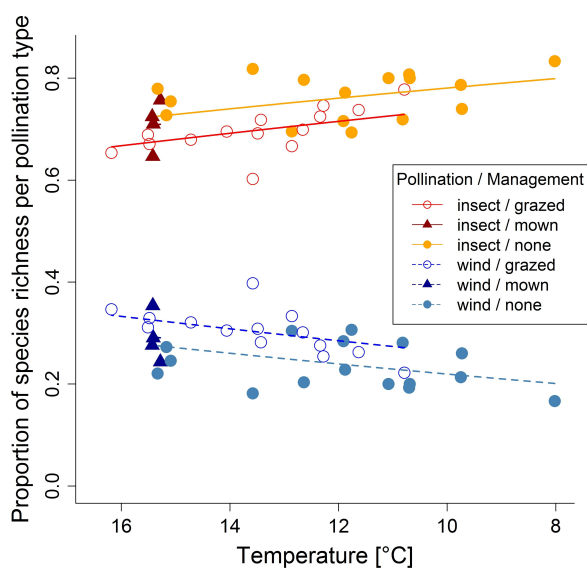 Proportion of species richness per pollination type
0.8
0.6
0.4
0.2
0.0
Pollination / Management
insect / grazed
insect / mown
insect / none
wind / grazed
wind / mown
wind / none
16 14 12 10 8
Temperature [°C]